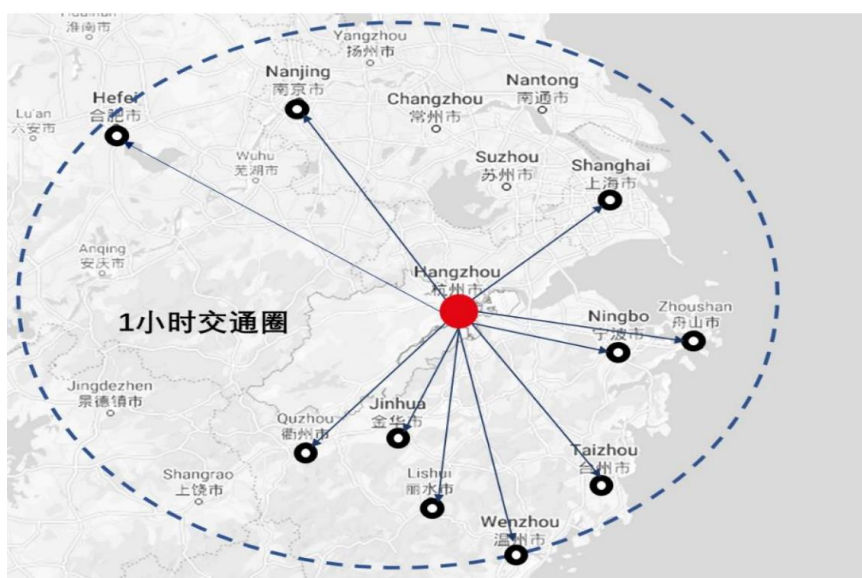 淮南市
Yangzhou
扬州市
Nanjing
南京市
Nantong
南通市
Hefei
合肥市
Changzhou
常州市
Lu'an
六安市
Wuhu
芜湖市
Suzhou
苏州市
Shanghai
上海市
Anqing
安庆市
Hangzhou
杭州市
1小时交通圈
Ningbo
宁波市
Zhoushan
舟山市
Jingdezhen
景德镇市
Jinhua
金华市
Quzhou
衢州市
Taizhou
台州市
Shangrao
上饶市
Lishui
丽水市
Wenzhou
温州市